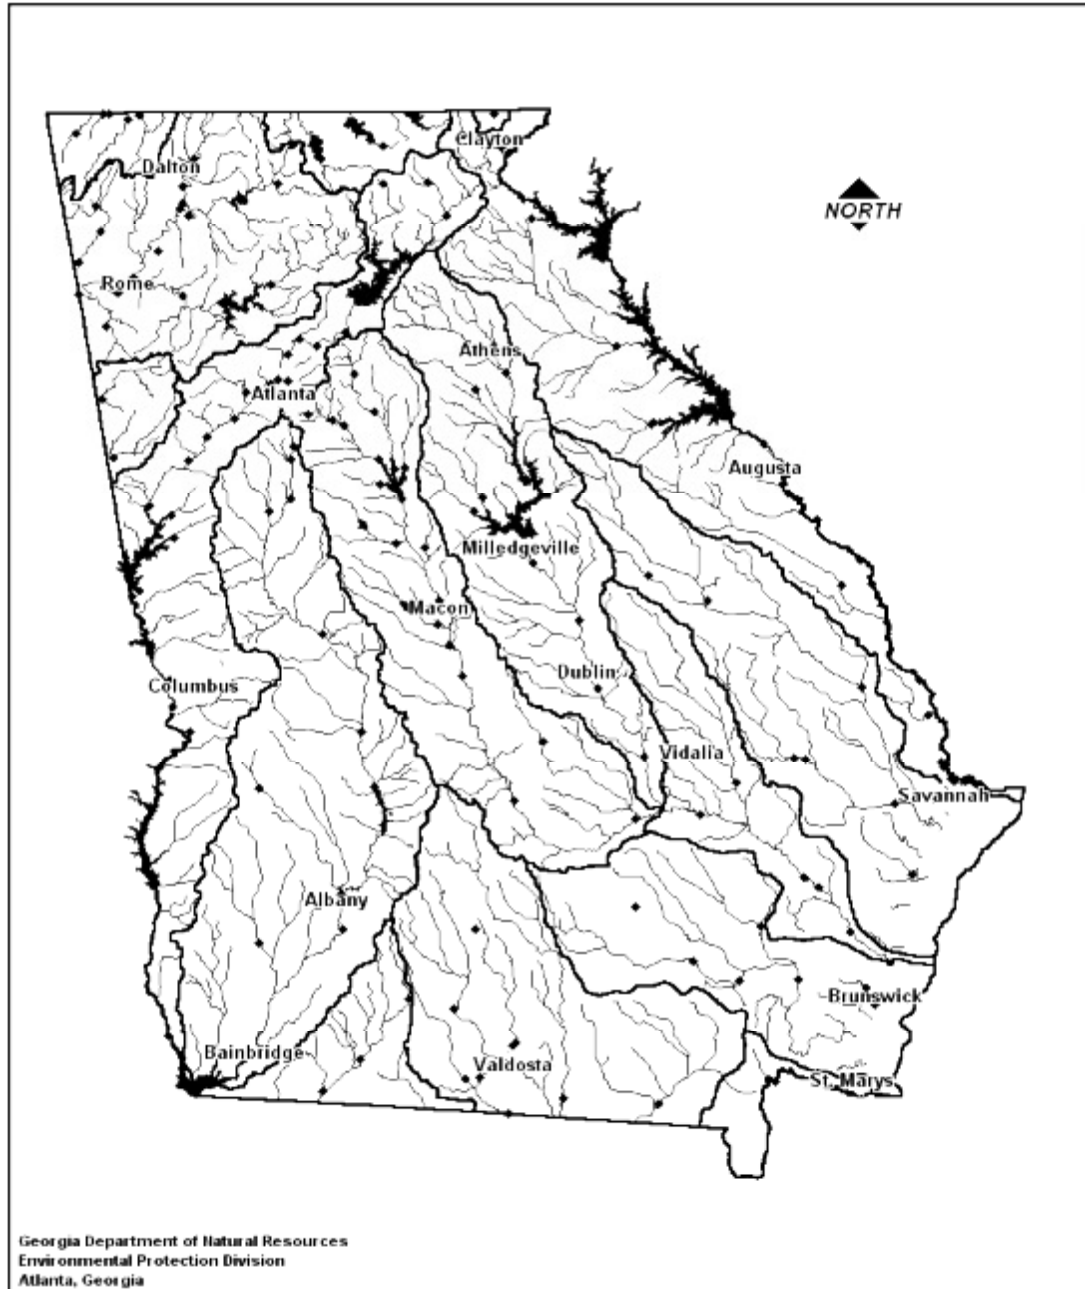 Clayton
Dalton
NORTH
Rome
Athens
Atlanta
Augusta
Milledgeville
Macon
Dublin
Columbus
Vidalia
Savannah
Albany
Brunswick
Bainbridge
Valdosta
St. Marys
Georgia Department of Natural Resources
Environmental Protection Division
Atlanta, Georgia